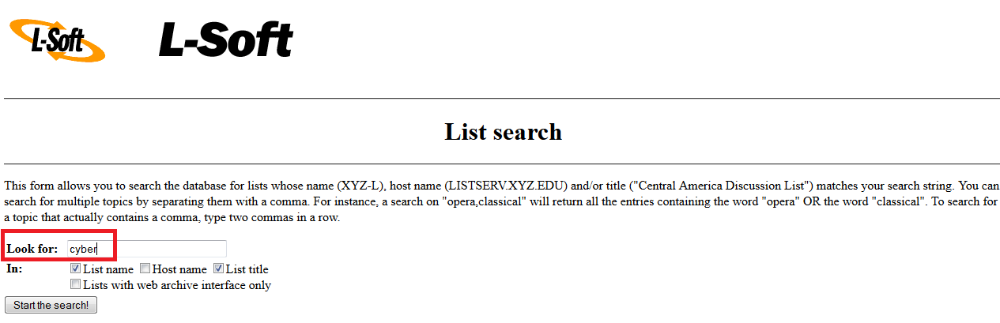 L-Soft L-Soft
List search
This form allows you to search the database for lists whose name (XYZ-L), host name (LISTSERV.XYZ.EDU) and/or title ("Central America Discussion List") matches your search string. You can
search for multiple topics by separating them with a comma. For instance, a search on "opera,classical" will return all the entries containing the word "opera" OR the word "classical". To search for
a topic that actually contains a comma, type two commas in a row.
Look for: cyber
In: List name Host name List title
Lists with web archive interface only
Start the search!